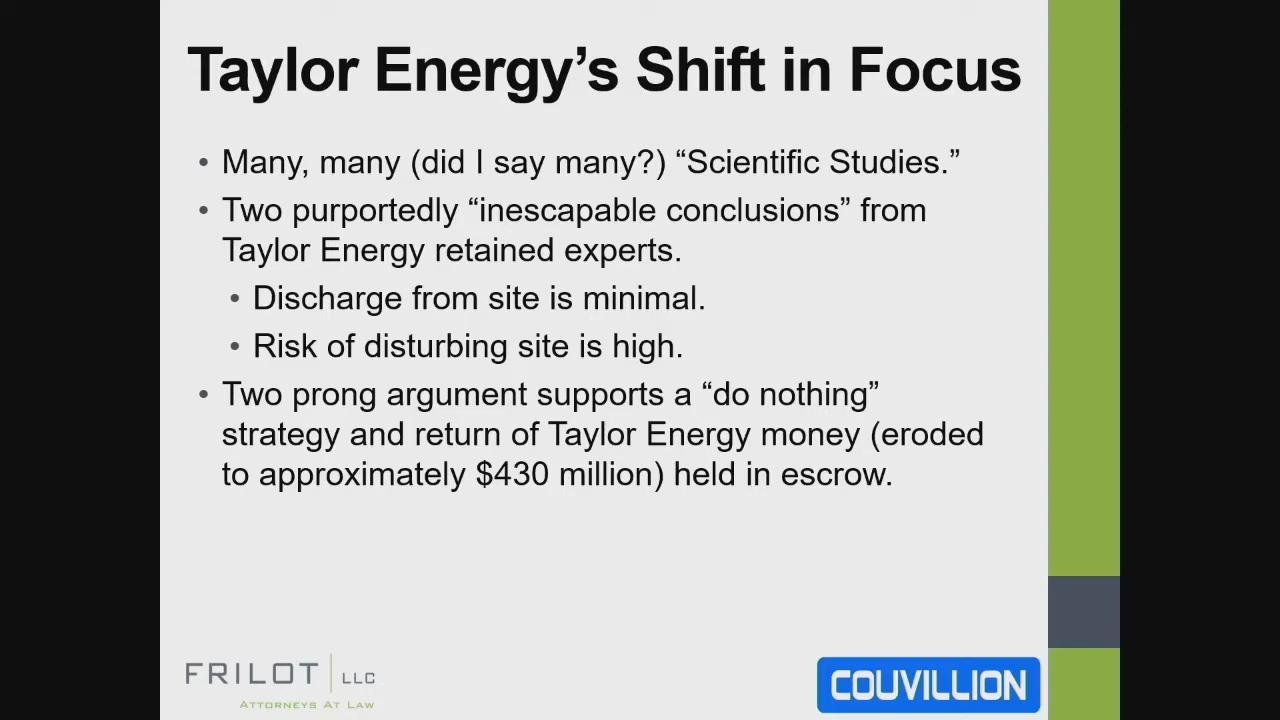 Taylor Energy’s Shift in Focus
• Many, many (did I say many?) “Scientific Studies.”
• Two purportedly “inescapable conclusions” from
Taylor Energy retained experts.
• Discharge from site is minimal.
• Risk of disturbing site is high.
• Two prong argument supports a “do nothing”
strategy and return of Taylor Energy money (eroded
to approximately $430 million) held in escrow.
FRILOT LLC
ATTORNEYS AT LAW
COUVILLION